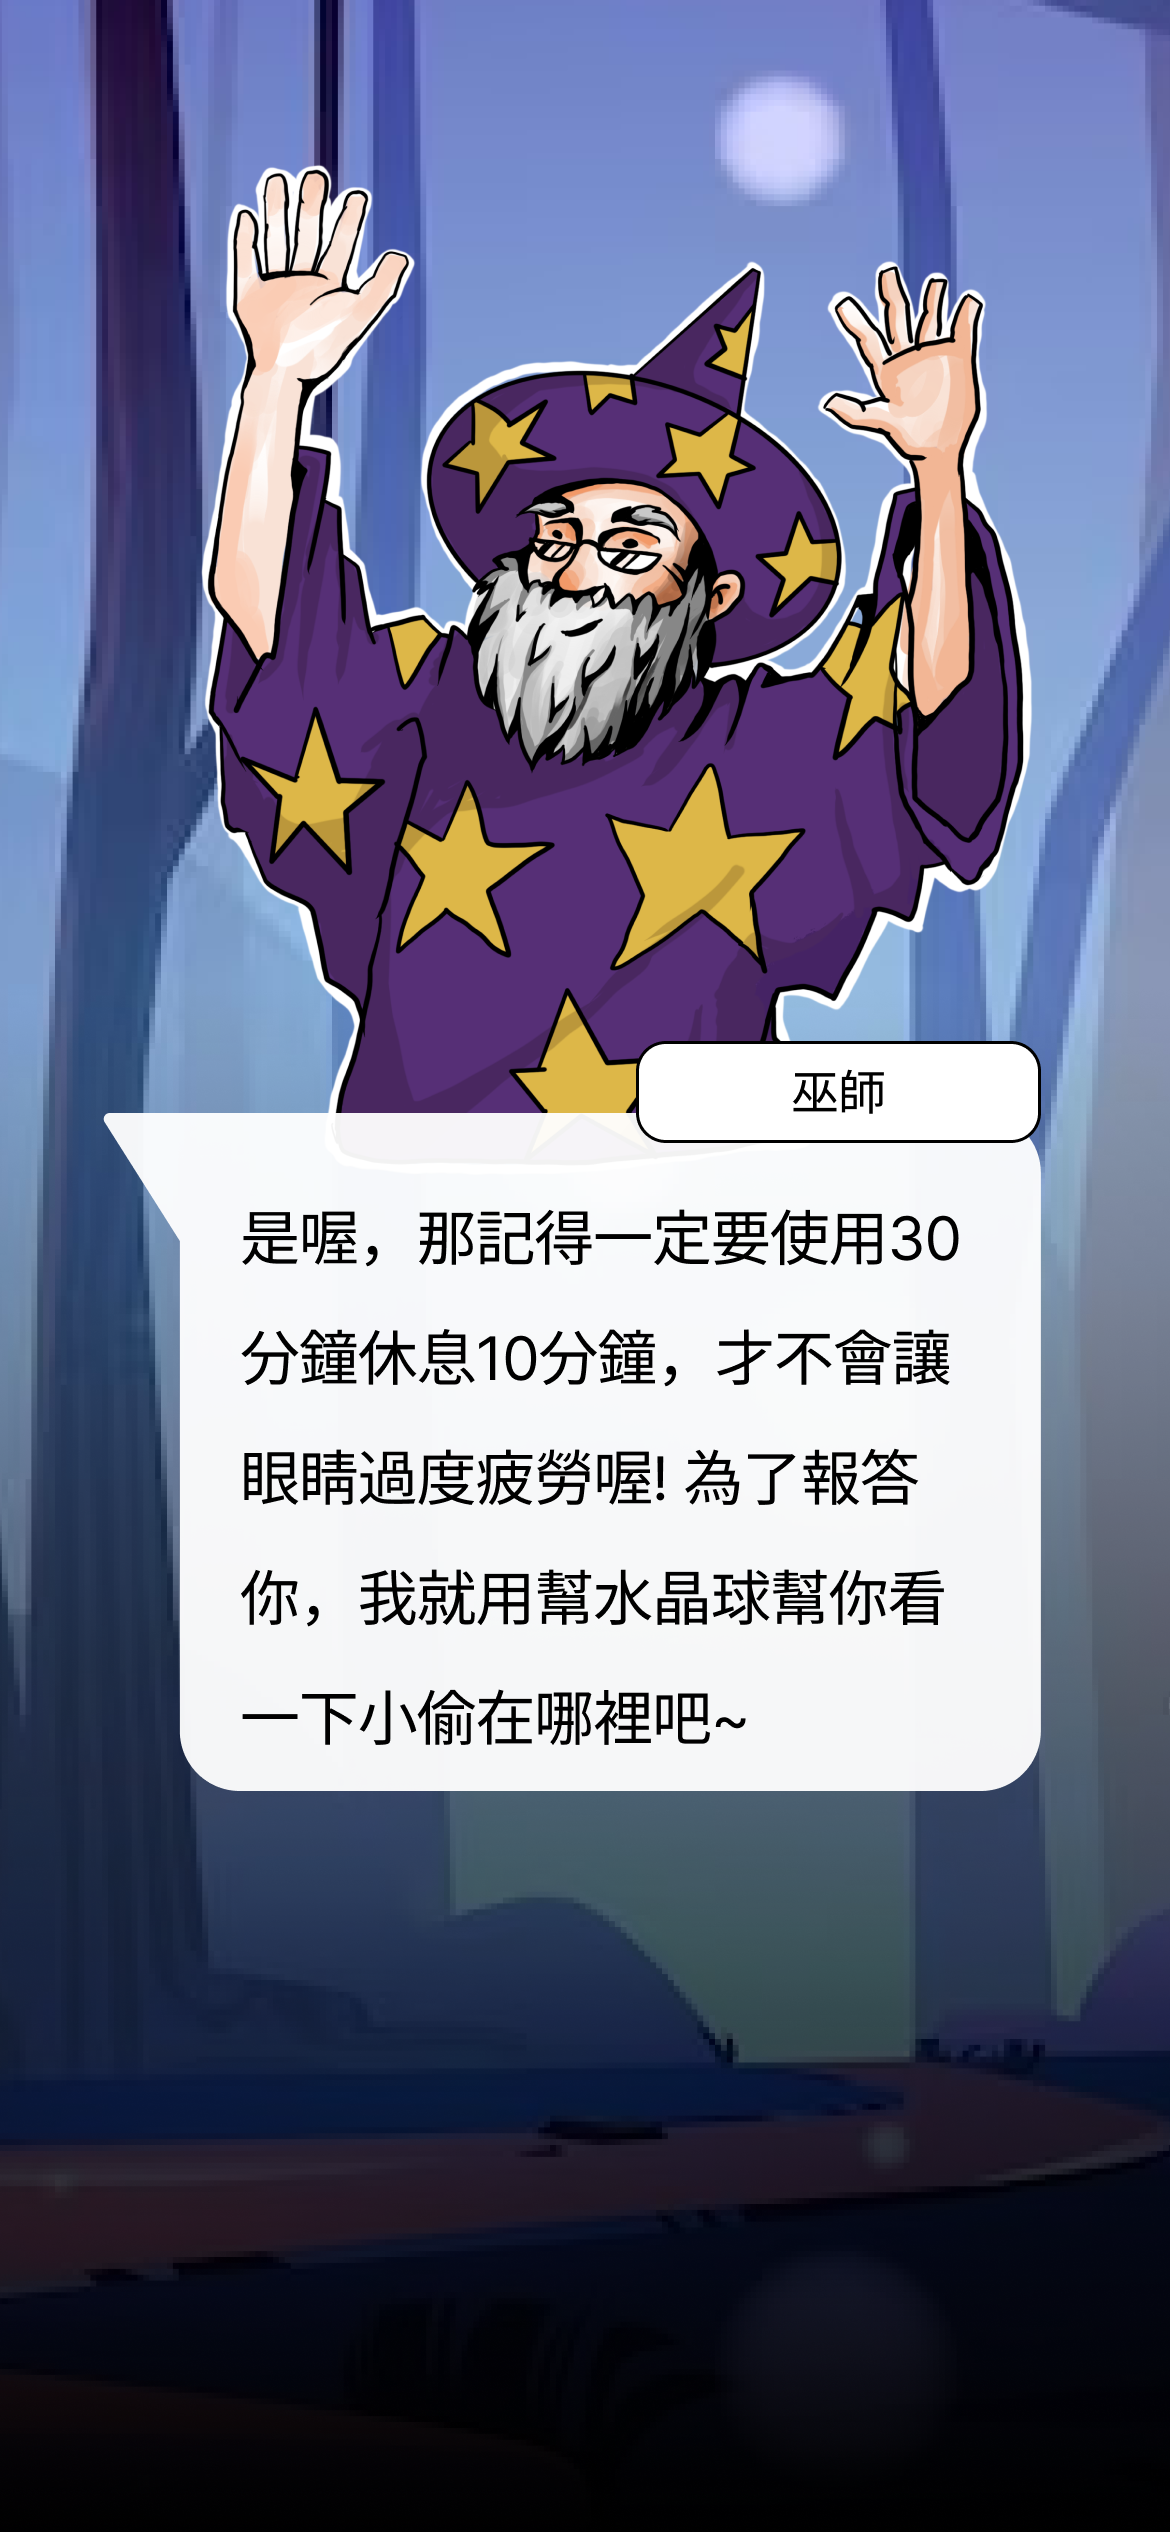 巫師
是喔，那記得一定要使用30
分鐘休息10分鐘，才不會讓
眼睛過度疲勞喔! 為了報答
你，我就用幫水晶球幫你看
一下小偷在哪裡吧~